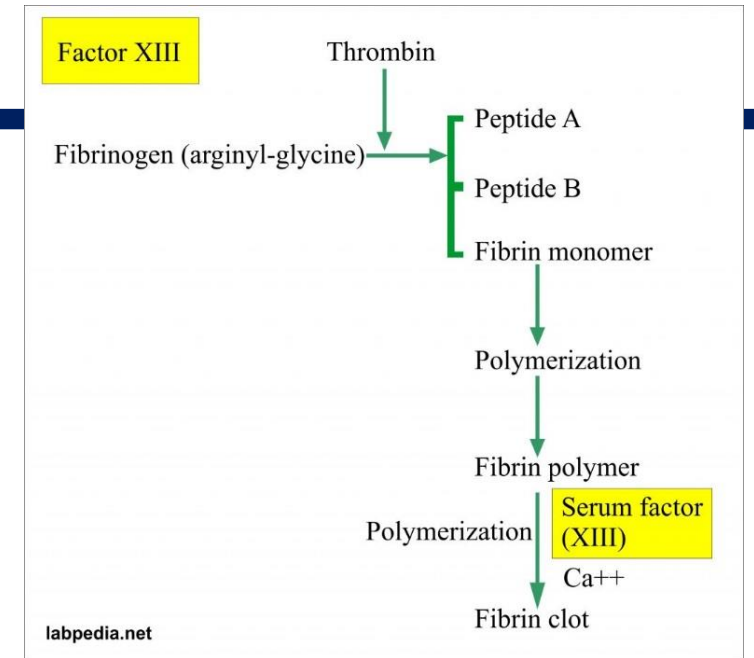 Factor XIII
Thrombin
Fibrinogen (arginyl-glycine)
Peptide A
Peptide B
Fibrin monomer
Polymerization
Fibrin polymer
Polymerization
Serum factor
(XIII)
Ca++
Fibrin clot
labpedia.net